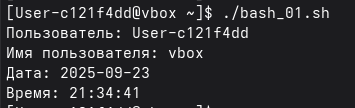 [User-c121f4dd@vbox ~]$ ./bash_01.sh
Пользователь: User-c121f4dd
Имя пользователя: vbox
Дата: 2025-09-23
Время: 21:34:41